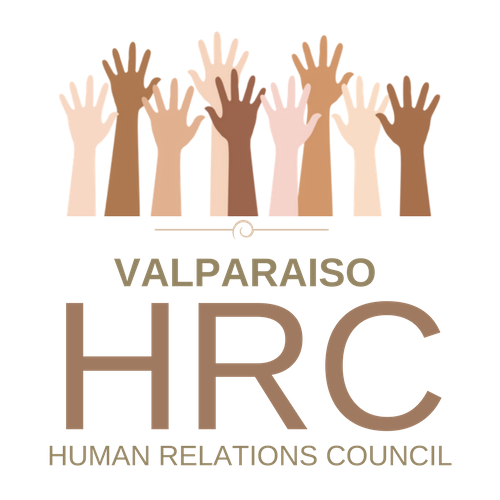 VALPARAISO
HRC
HUMAN RELATIONS COUNCIL